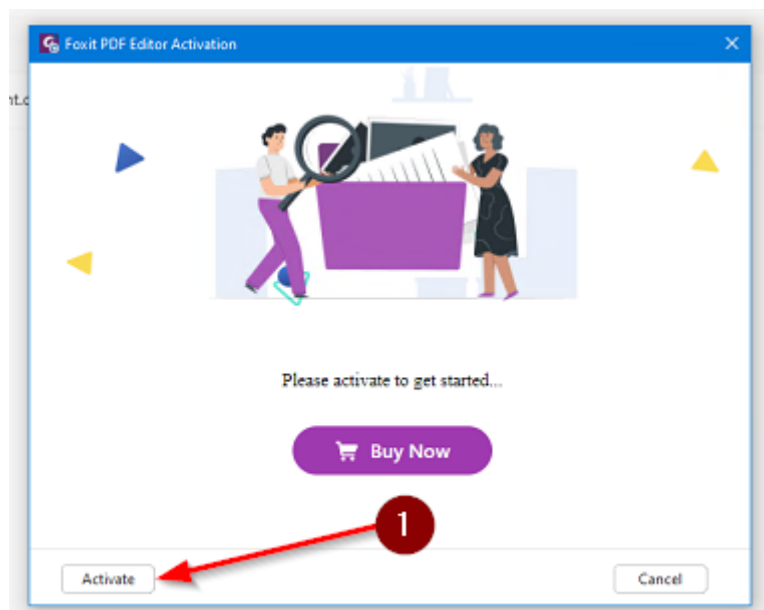 Foxit PDF Editor Activation
Please activate to get started...
Buy Now
1
Activate
Cancel